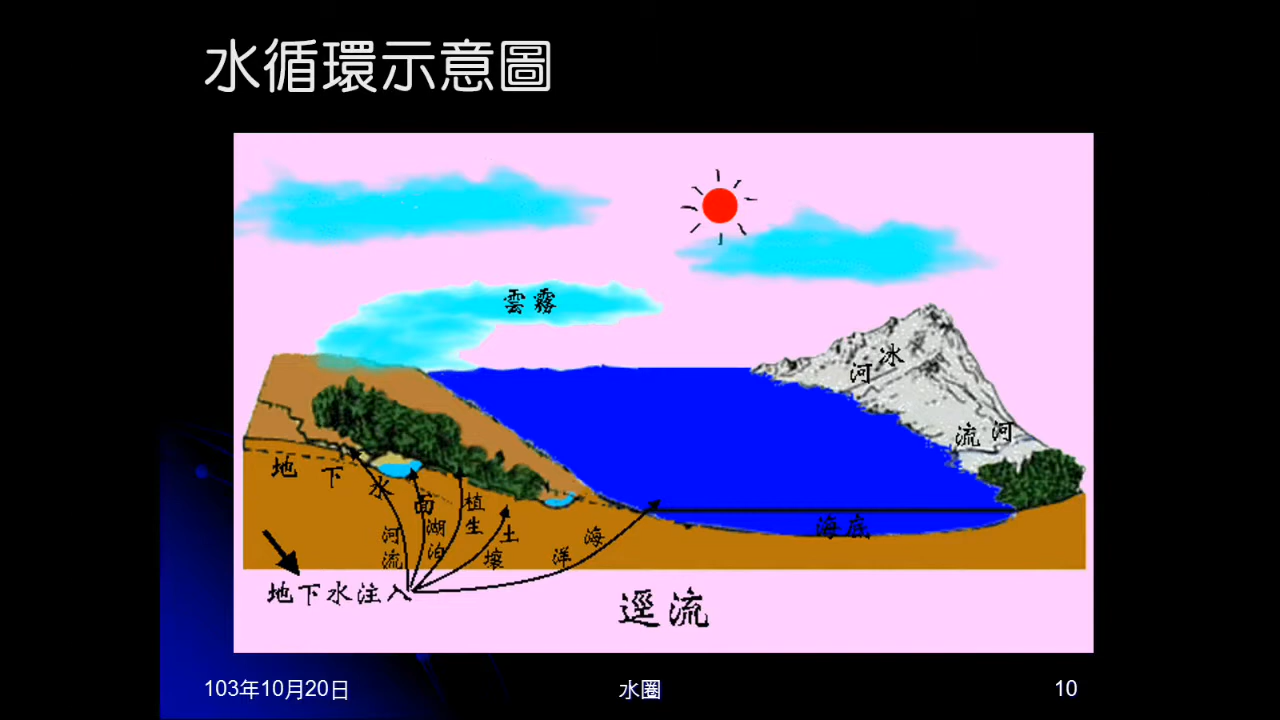 水循環示意圖
雲霧
冰河
河流
地下水面
河流
湖泊
植生
土壤
海洋
海底
地下水注入
逕流
103年10月20日
水圈
10